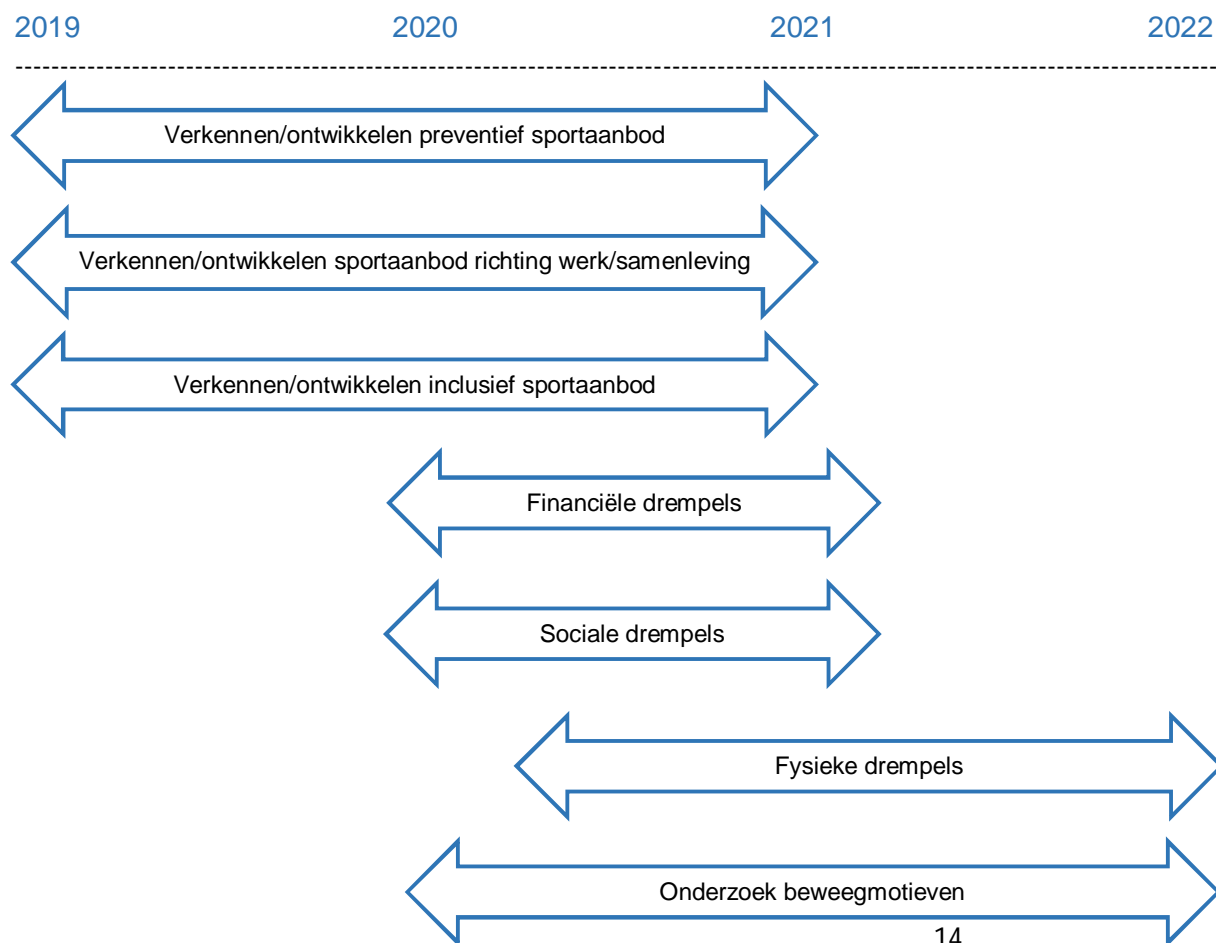 2019 2020 2021 2022
Verkennen/ontwikkelen preventief sportaanbod
Verkennen/ontwikkelen sportaanbod richting werk/samenleving
Verkennen/ontwikkelen inclusief sportaanbod
Financiële drempels
Sociale drempels
Fysieke drempels
Onderzoek beweegmotieven
14